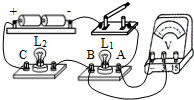 + -
L₂ L₁
C B A
V